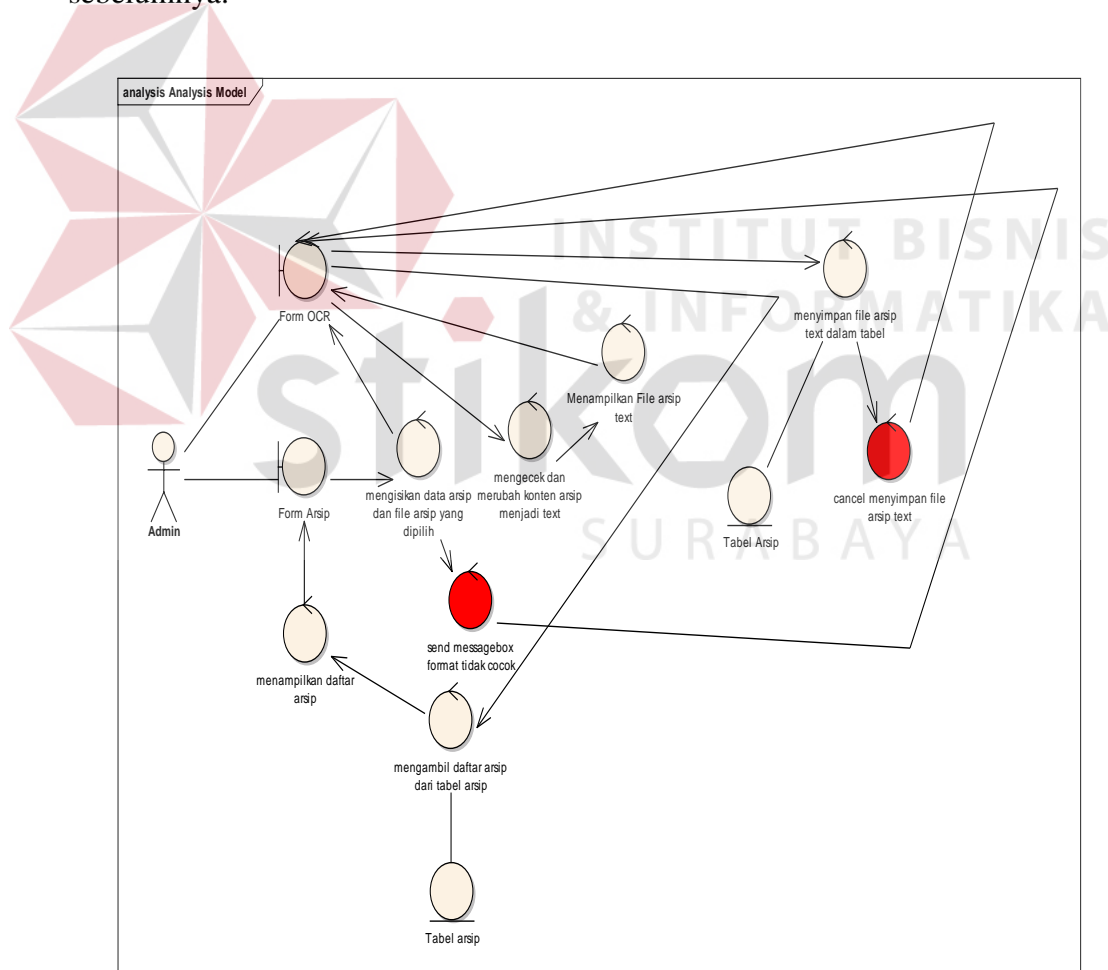 sebelumnya.
analysis Analysis Model
INSTITUT BISNIS
& INFORMATIKA
stikom
SURABAYA
Form OCR
menyimpan file arsip
text dalam tabel
Menampilkan File arsip
text
Admin
Form Arsip
mengisikan data arsip
dan file arsip yang
dipilih
mengecek dan
merubah konten arsip
menjadi text
Tabel Arsip
cancel menyimpan file
arsip text
send messagebox
format tidak cocok
menampilkan daftar
arsip
mengambil daftar arsip
dari tabel arsip
Tabel arsip